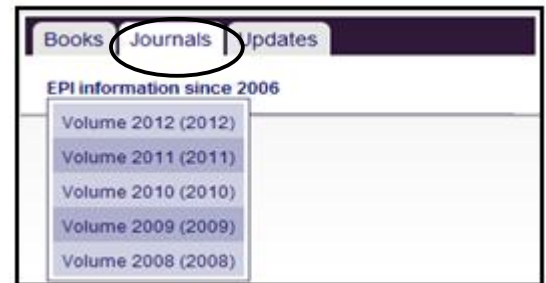 Books Journals Updates
EPI information since 2006
Volume 2012 (2012)
Volume 2011 (2011)
Volume 2010 (2010)
Volume 2009 (2009)
Volume 2008 (2008)